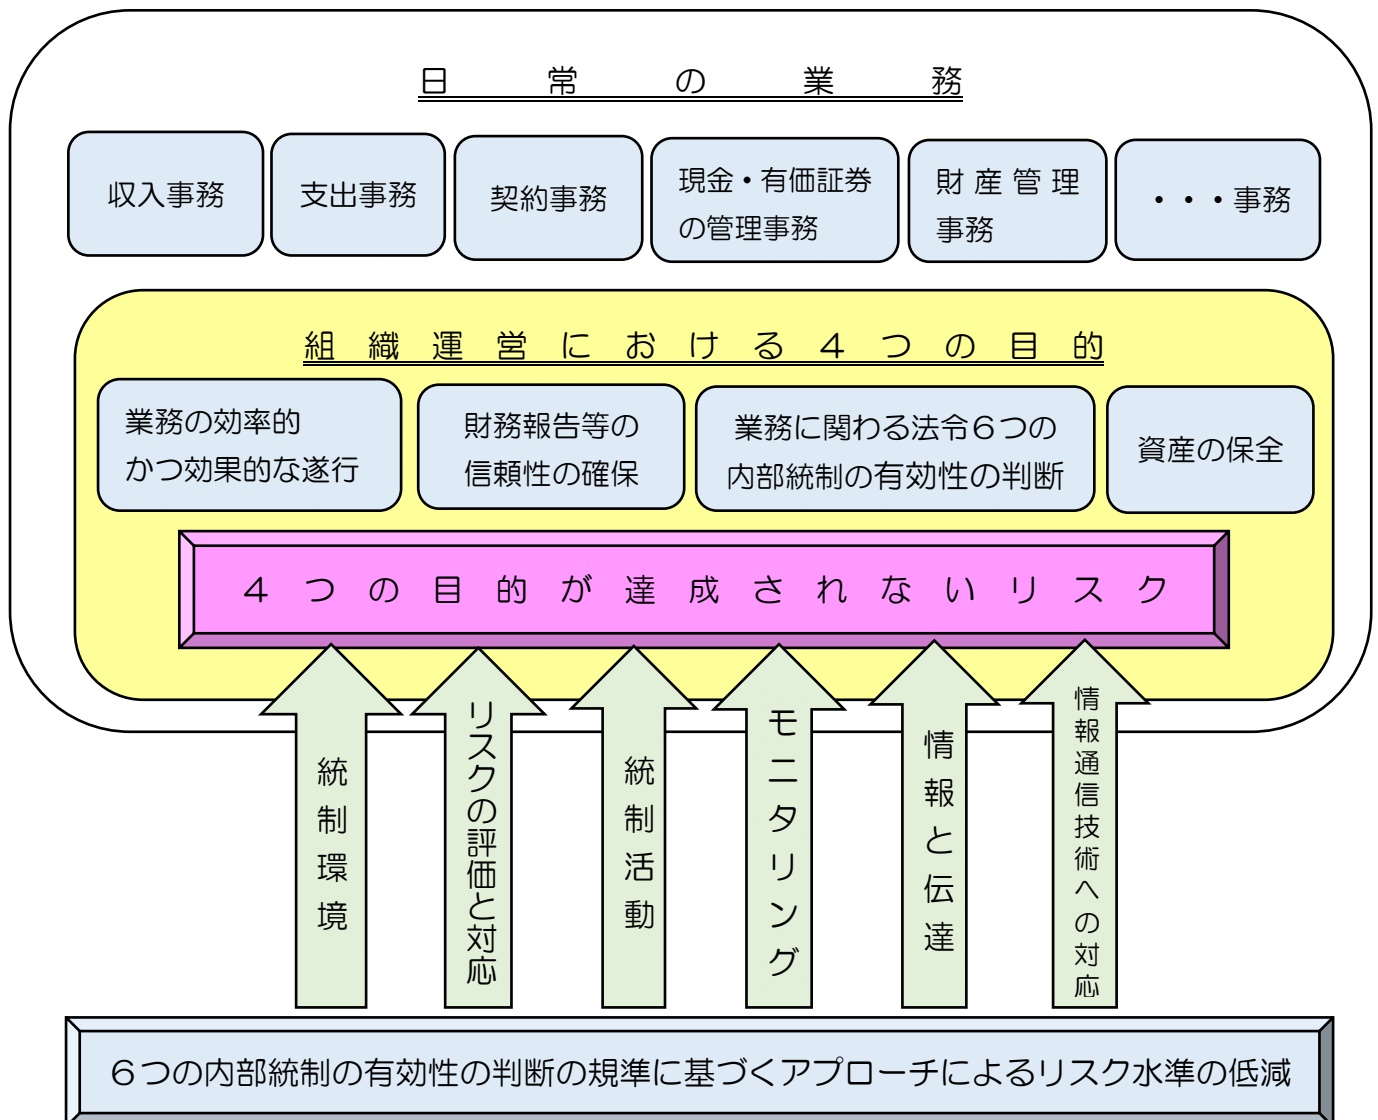 日常の業務
収入事務
支出事務
契約事務
現金・有価証券
の管理事務
財産管理
事務
・・・事務
組織運営における４つの目的
業務の効率的
かつ効果的な遂行
財務報告等の
信頼性の確保
業務に関わる法令６つの
内部統制の有効性の判断
資産の保全
４つの目的が達成されないリスク
統制環境
リスクの評価と対応
統制活動
モニタリング
情報と伝達
情報通信技術への対応
６つの内部統制の有効性の判断の規準に基づくアプローチによるリスク水準の低減